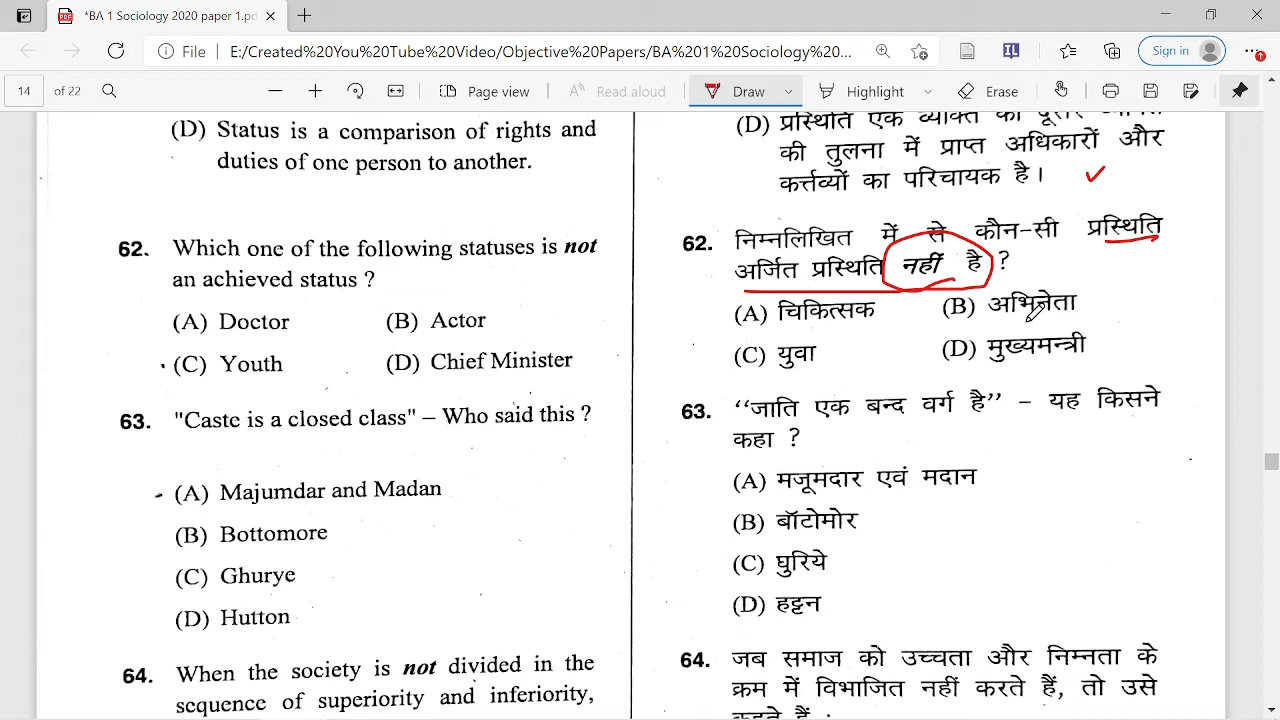 *BA 1 Sociology 2020 paper 1.pd
File
E:/Created%20You%20Tube%20Video/Objective%20Papers/BA%201%20Sociology%20...
Sign in
14 of 22
Page view
Read aloud
Draw
Highlight
Erase
(D) Status is a comparison of rights and
duties of one person to another.
62. Which one of the following statuses is not
an achieved status ?
(A) Doctor (B) Actor
(C) Youth (D) Chief Minister
63. "Caste is a closed class" – Who said this ?
(A) Majumdar and Madan
(B) Bottomore
(C) Ghurye
(D) Hutton
64. When the society is not divided in the
sequence of superiority and inferiority,
(D) प्रस्थिति एक व्यक्ति की दूसरे
की तुलना में प्राप्त अधिकारों और
कर्त्तव्यों का परिचायक है।
62. निम्नलिखित में से कौन-सी प्रस्थिति
अर्जित प्रस्थिति नहीं है ?
(A) चिकित्सक (B) अभिनेता
(C) युवा (D) मुख्यमन्त्री
63. ‘‘जाति एक बन्द वर्ग है’’ – यह किसने
कहा ?
(A) मजूमदार एवं मदान
(B) बॉटोमोर
(C) घुरिये
(D) हट्टन
64. जब समाज को उच्चता और निम्नता के
क्रम में विभाजित नहीं करते हैं, तो उसे
कहते हैं :